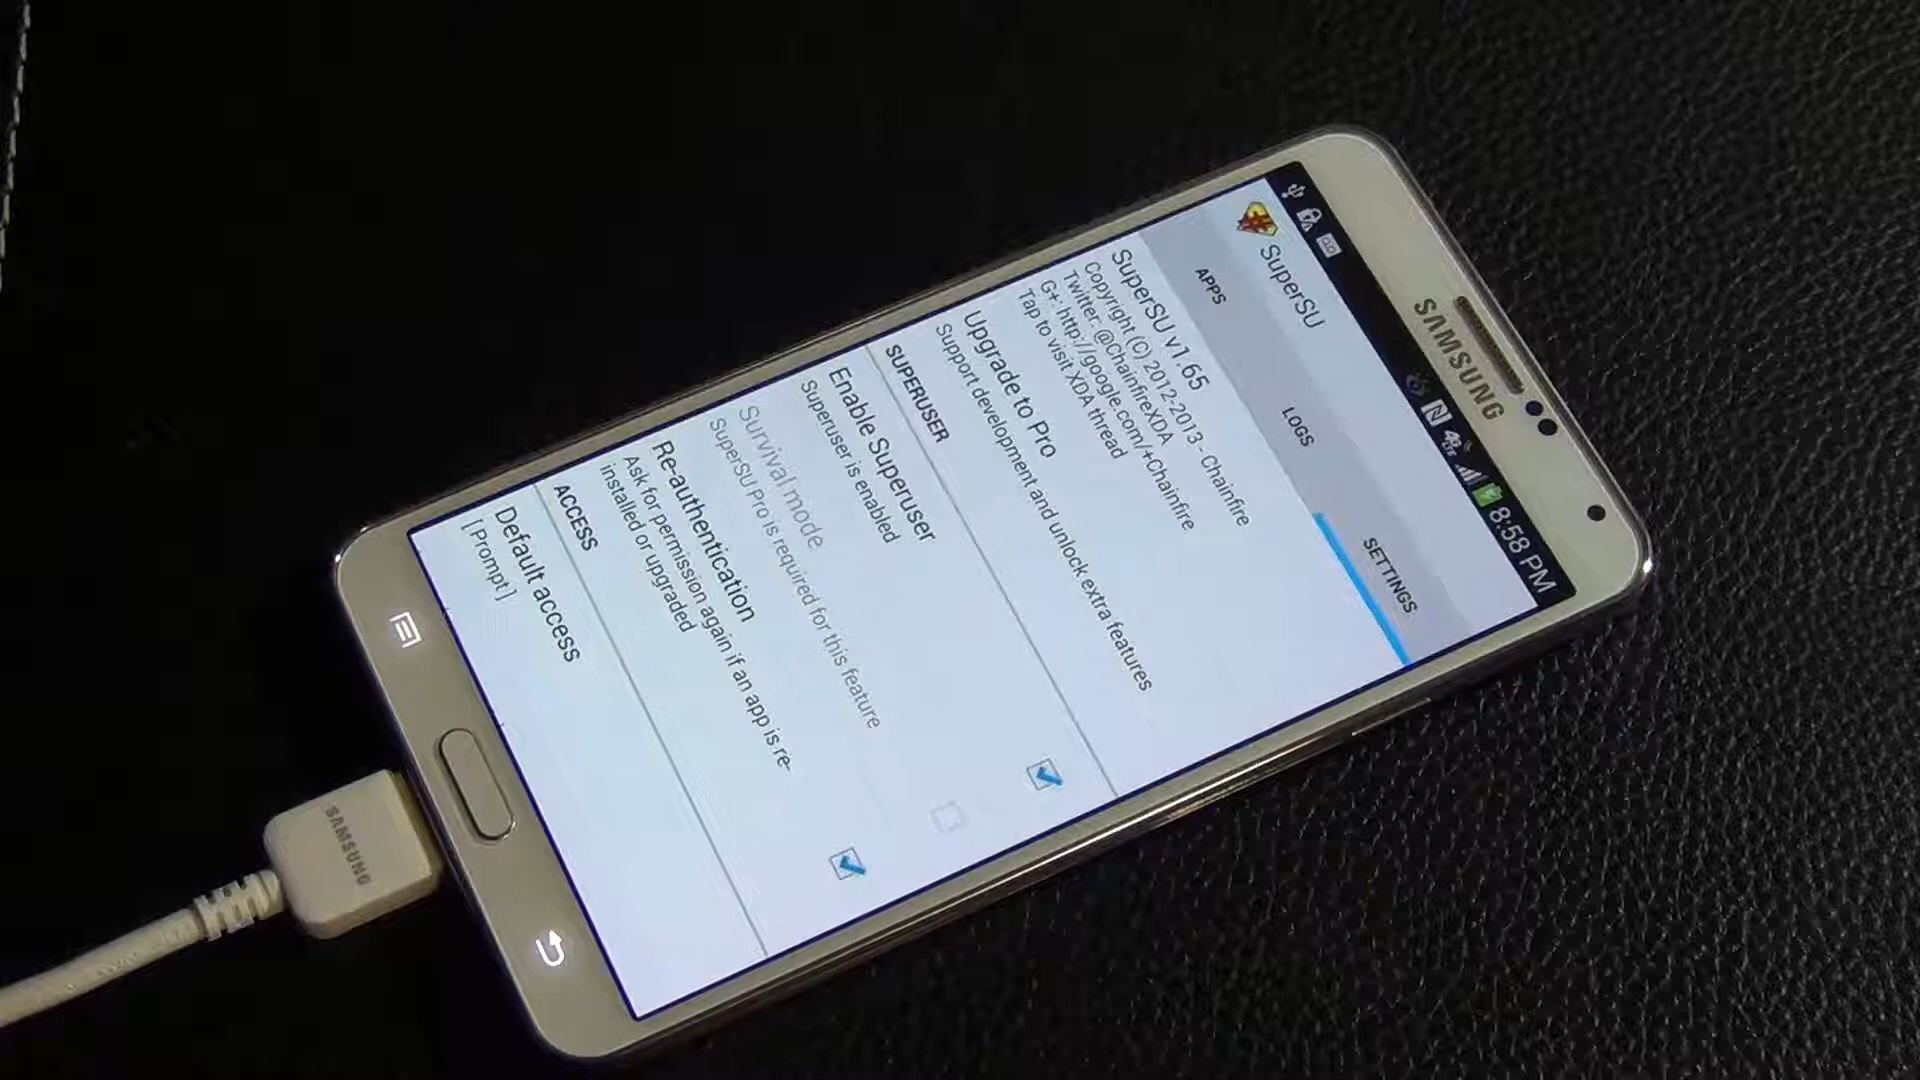 SAMSUNG
8:58 PM
SuperSU
APPS
LOGS
SETTINGS
SuperSU v1.65
Copyright (C) 2012-2013 - Chainfire
Twitter: @ChainfireXDA
G+: http://google.com/+Chainfire
Tap to visit XDA thread
Upgrade to Pro
Support development and unlock extra features
SUPERUSER
Enable Superuser
Superuser is enabled
Survival mode
SuperSU Pro is required for this feature
Re-authentication
Ask for permission again if an app is re-
installed or upgraded
ACCESS
Default access
[Prompt]
SAMSUNG